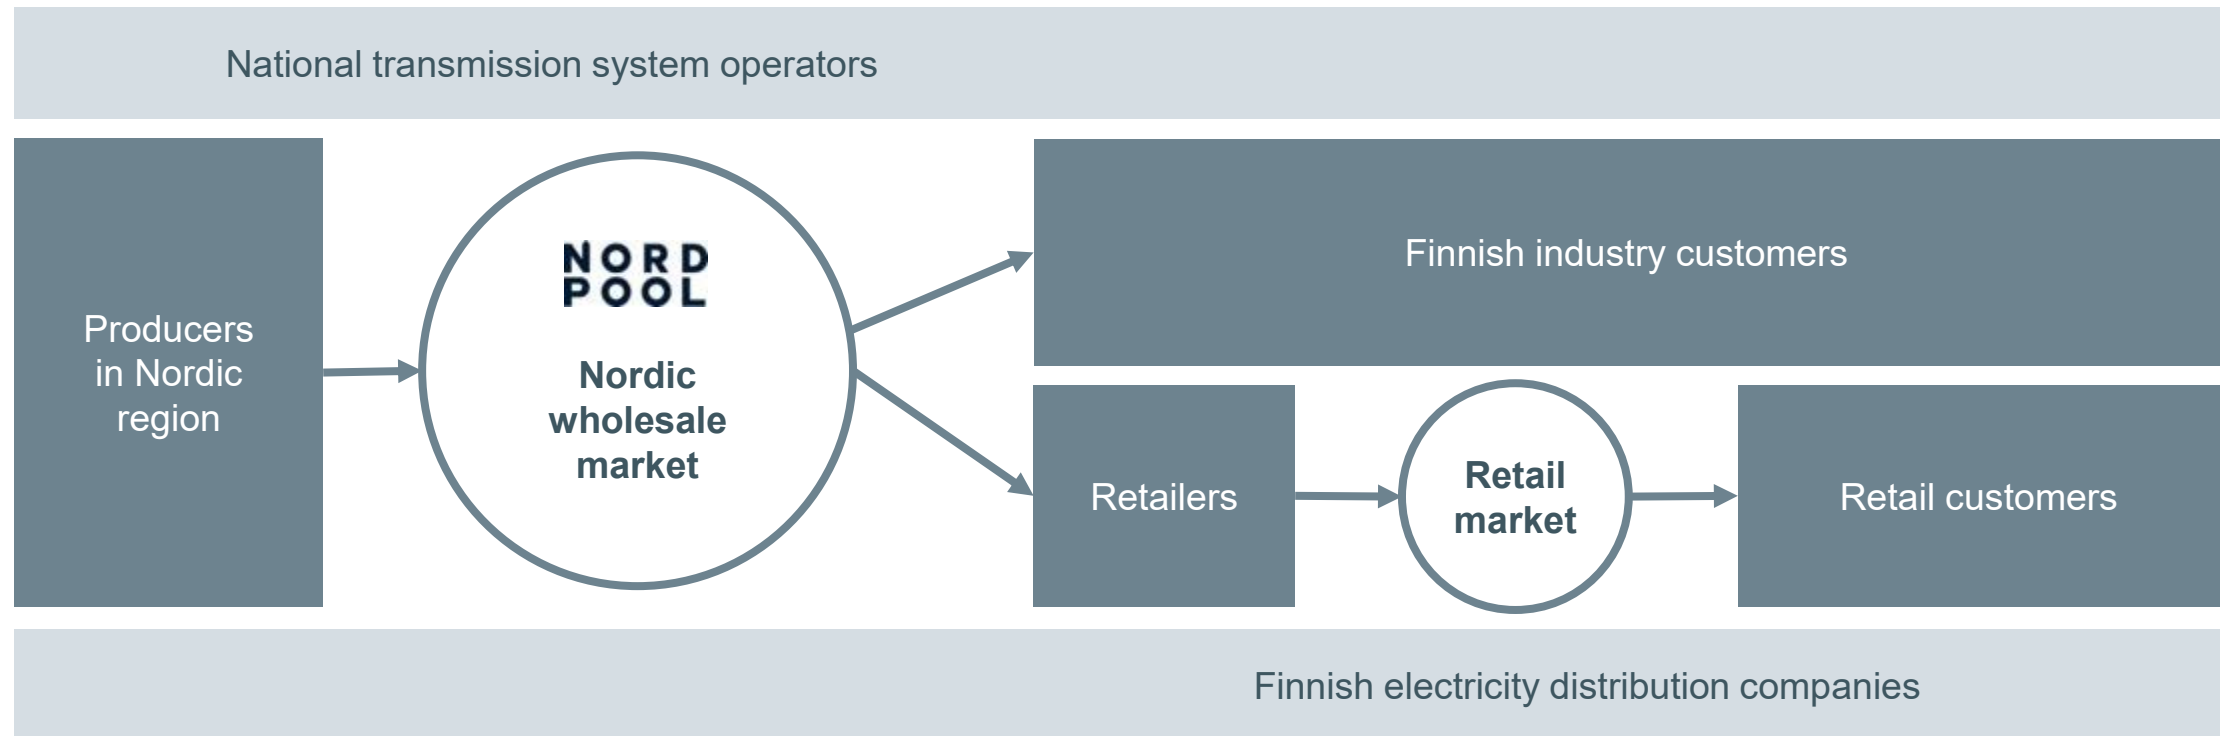 National transmission system operators
Producers
in Nordic
region
NORD
POOL
Nordic
wholesale
market
Finnish industry customers
Retailers
Retail
market
Retail customers
Finnish electricity distribution companies